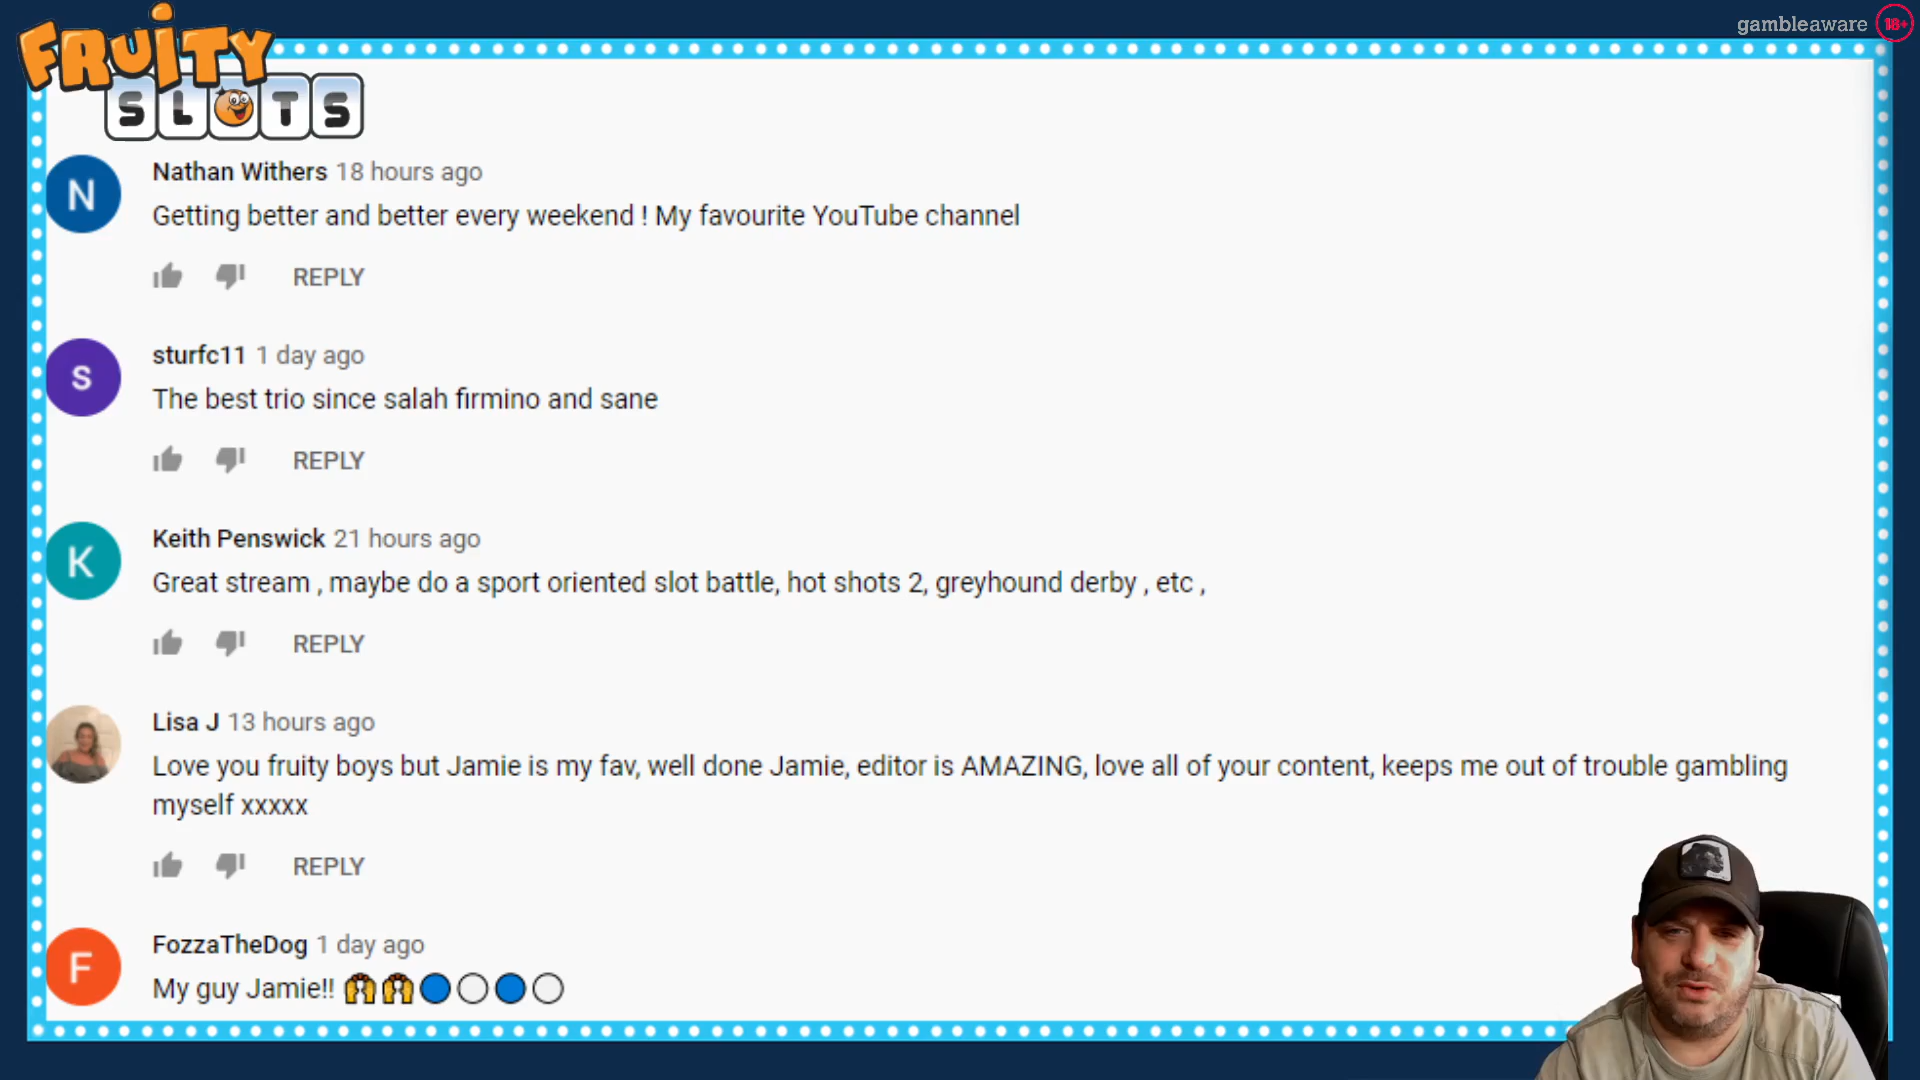 FRUITY
SLOTS
gambleaware 18+
N
Nathan Withers 18 hours ago
Getting better and better every weekend ! My favourite YouTube channel
REPLY
S
sturfc11 1 day ago
The best trio since salah firmino and sane
REPLY
K
Keith Penswick 21 hours ago
Great stream , maybe do a sport oriented slot battle, hot shots 2, greyhound derby , etc ,
REPLY
Lisa J 13 hours ago
Love you fruity boys but Jamie is my fav, well done Jamie, editor is AMAZING, love all of your content, keeps me out of trouble gambling
myself xxxxx
REPLY
F
FozzaTheDog 1 day ago
My guy Jamie!! 🙌🙌🔵⚪🔵⚪